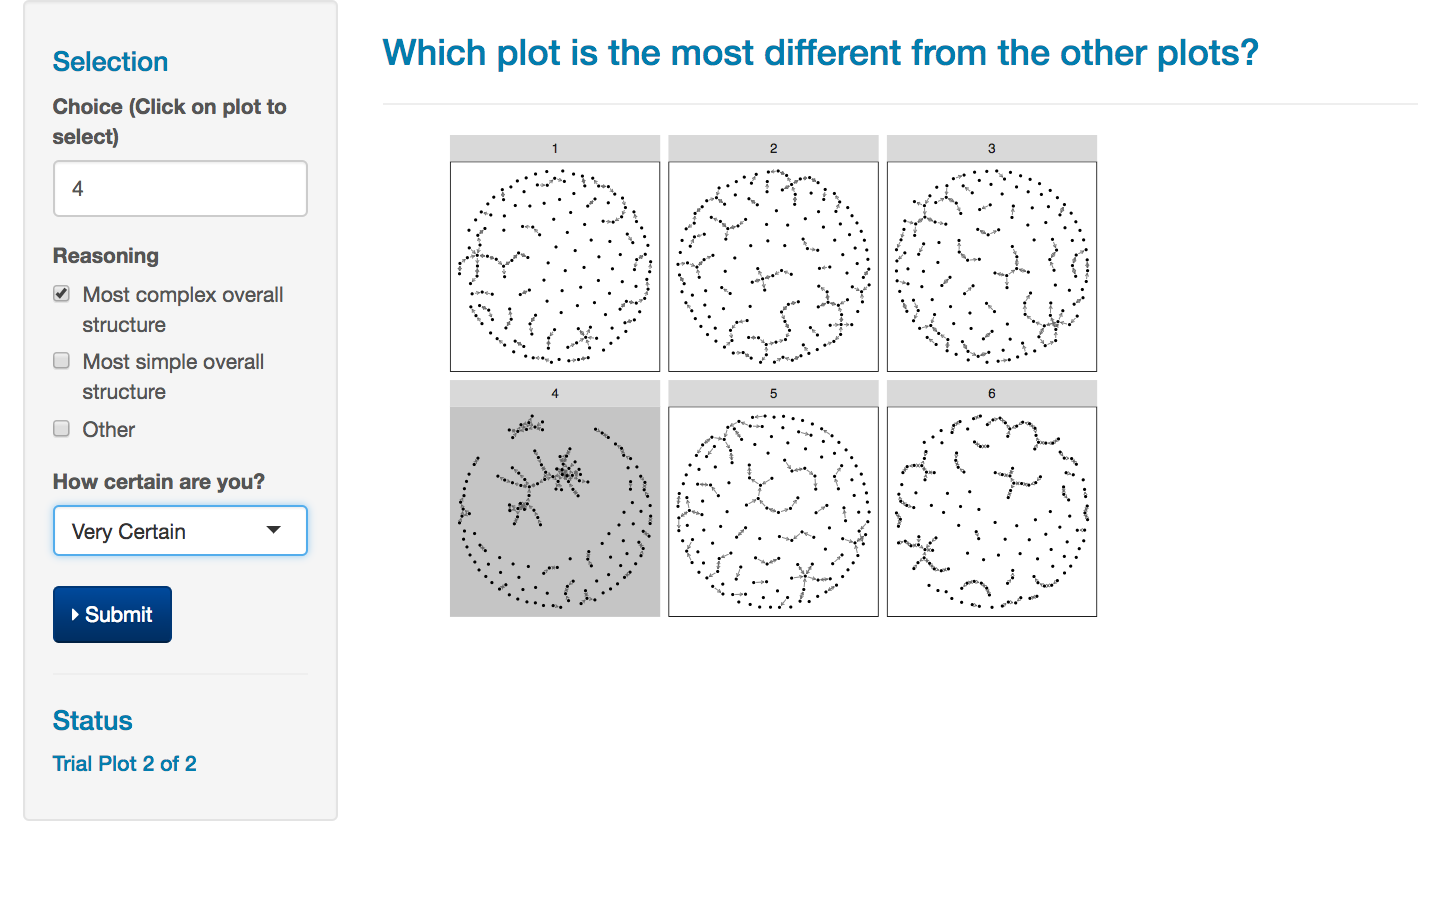 Selection
Choice (Click on plot to
select)
4
Reasoning
Most complex overall
structure
Most simple overall
structure
Other
How certain are you?
Very Certain
Submit
Status
Trial Plot 2 of 2
Which plot is the most different from the other plots?
1 2 3
4 5 6